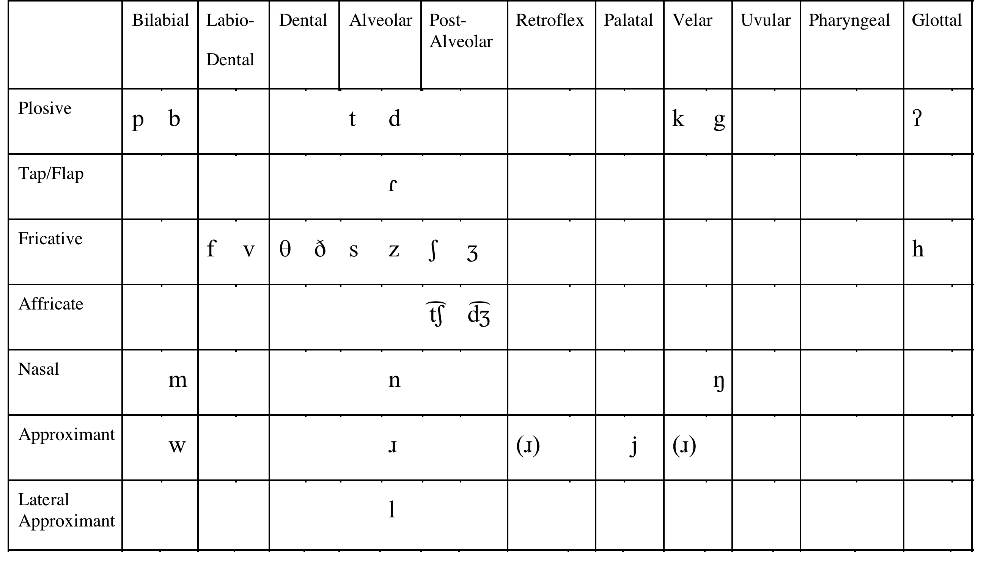 Bilabial Labio- Dental Alveolar Post- Retroflex Palatal Velar Uvular Pharyngeal Glottal
Alveolar
Dental
Plosive p b t d k g ʔ
Tap/Flap ɾ
Fricative f v θ ð s z ʃ ʒ h
Affricate t͡ʃ d͡ʒ
Nasal m n ŋ
Approximant w ɹ (ɹ) j (ɹ)
Lateral l
Approximant